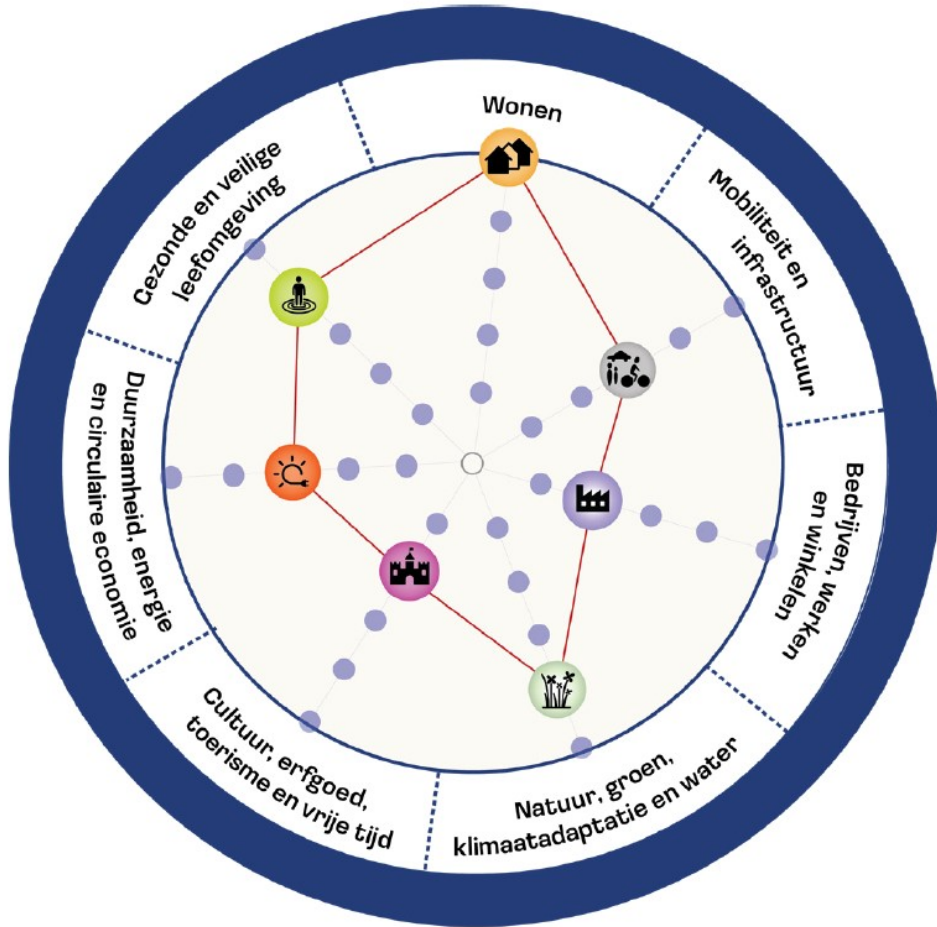 Wonen
Mobiliteit en
infrastructuur
Bedrijven, werken
en winkelen
Natuur, groen,
klimaatadaptatie en water
Cultuur, erfgoed,
toerisme en vrije tijd
Duurzaamheid, energie
en circulaire economie
Gezonde en veilige
leefomgeving